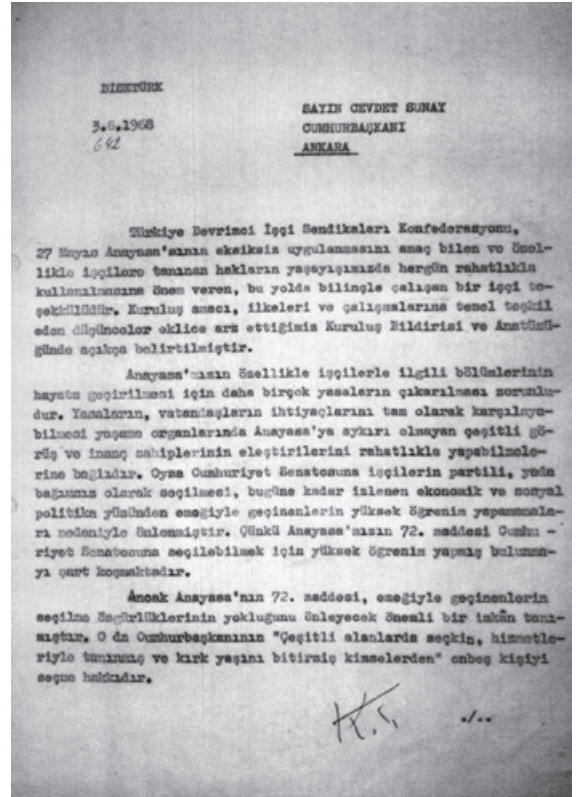 DİSKTÜRK
3.6.1968
642
SAYIN CEVDET SUNAY
CUMHURBAŞKANI
ANKARA
Türkiye Devrimci İşçi Sendikaları Konfederasyonu,
27 Mayıs Anayasa'sının eksiksiz uygulanmasını amaç bilen ve özel-
likle işçilere tanınan hakların yaşayışımızda hergün rahatlıkla
kullanılmasına önem veren, bu yolda bilinçle çalışan bir işçi te-
şekkülüdür. Kuruluş amacı, ilkeleri ve çalışmalarına temel teşkil
eden düşünceler eklice arz ettiğimiz Kuruluş Bildirisi ve Anatüzü-
ğünde açıkça belirtilmiştir.
Anayasa'nın özellikle işçilerle ilgili bölümlerinin
hayata geçirilmesi için daha birçok yasaların çıkarılması zorunlu-
dur. Yasaların, vatandaşların ihtiyaçlarını tam olarak karşılaya-
bilmesi yasama organlarında Anayasa'ya aykırı olmayan çeşitli gö-
rüş ve inanç sahiplerinin eleştirilerini rahatlıkla yapabilmele-
rine bağlıdır. Oysa Cumhuriyet Senatosuna işçilerin partili, yada
bağımsız olarak seçilmesi, bugüne kadar izlenen ekonomik ve sosyal
politika yüzünden emeğiyle geçinenlerin yüksek öğrenim yapamamala-
rı nedeniyle önlenmiştir. Çünkü Anayasa'nın 72. maddesi Cumhu -
riyet Senatosuna seçilebilmek için yüksek öğrenim yapmış bulunma-
yı şart koşmaktadır.
Ancak Anayasa'nın 72. maddesi, emeğiyle geçinenlerin
seçilme özgürlüklerinin yokluğunu önleyecek önemli bir imkân tanı-
mıştır. O da Cumhurbaşkanının "Çeşitli alanlarda seçkin, hizmetle-
riyle tanınmış ve kırk yaşını bitirmiş kimselerden" onbeş kişiyi
seçme hakkıdır.
./..